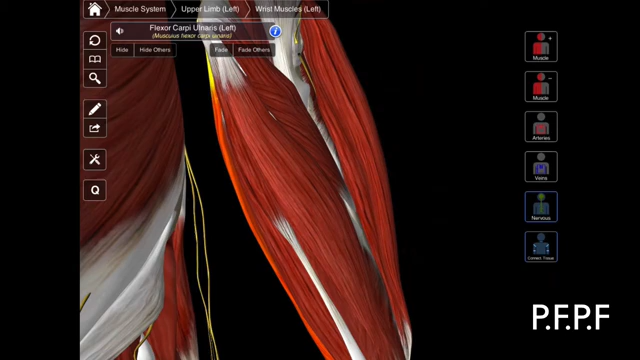 Muscle System
Upper Limb (Left)
Wrist Muscles (Left)
Flexor Carpi Ulnaris (Left)
(Musculus flexor carpi ulnaris)
i
Hide
Hide Others
Fade
Fade Others
Q
Muscle
Muscle
Arteries
Veins
Nervous
Connec Tissue
P.F.P.F